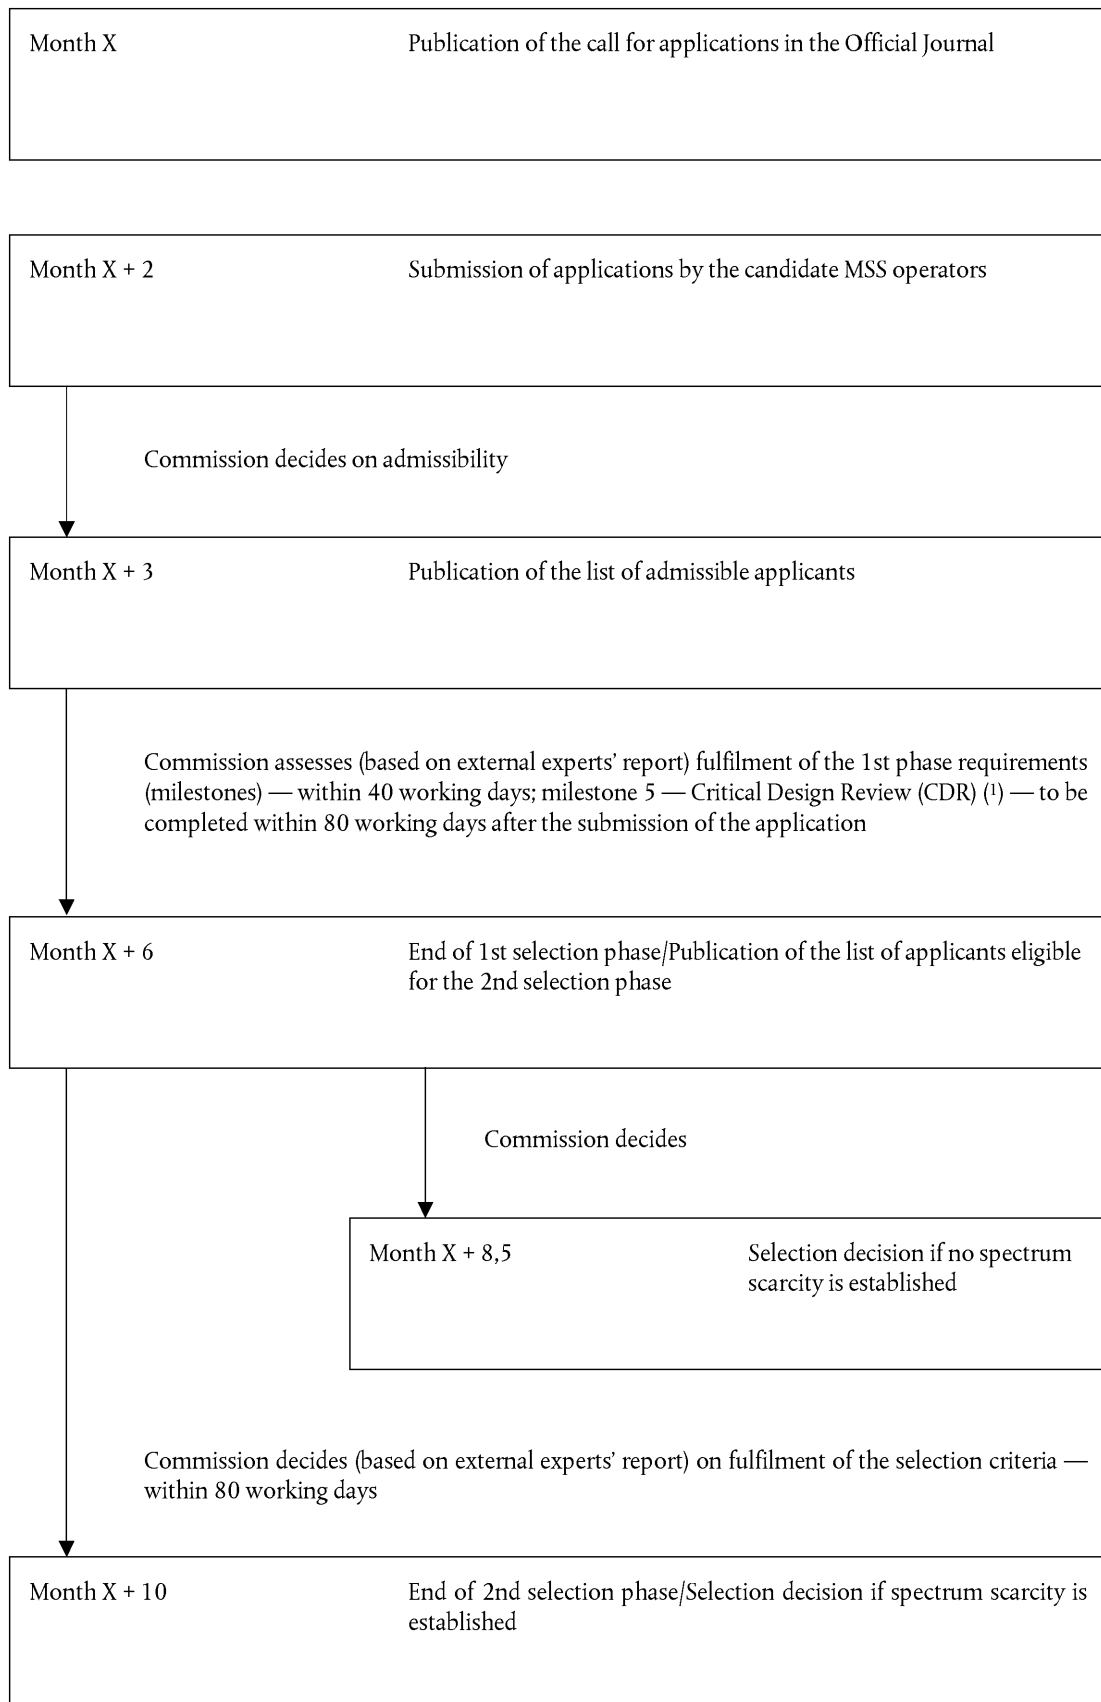 Month X Publication of the call for applications in the Official Journal
Month X + 2 Submission of applications by the candidate MSS operators
Commission decides on admissibility
Month X + 3 Publication of the list of admissible applicants
Commission assesses (based on external experts’ report) fulfilment of the 1st phase requirements
(milestones) — within 40 working days; milestone 5 — Critical Design Review (CDR) (¹) — to be
completed within 80 working days after the submission of the application
Month X + 6 End of 1st selection phase/Publication of the list of applicants eligible
for the 2nd selection phase
Commission decides
Month X + 8,5 Selection decision if no spectrum
scarcity is established
Commission decides (based on external experts’ report) on fulfilment of the selection criteria —
within 80 working days
Month X + 10 End of 2nd selection phase/Selection decision if spectrum scarcity is
established